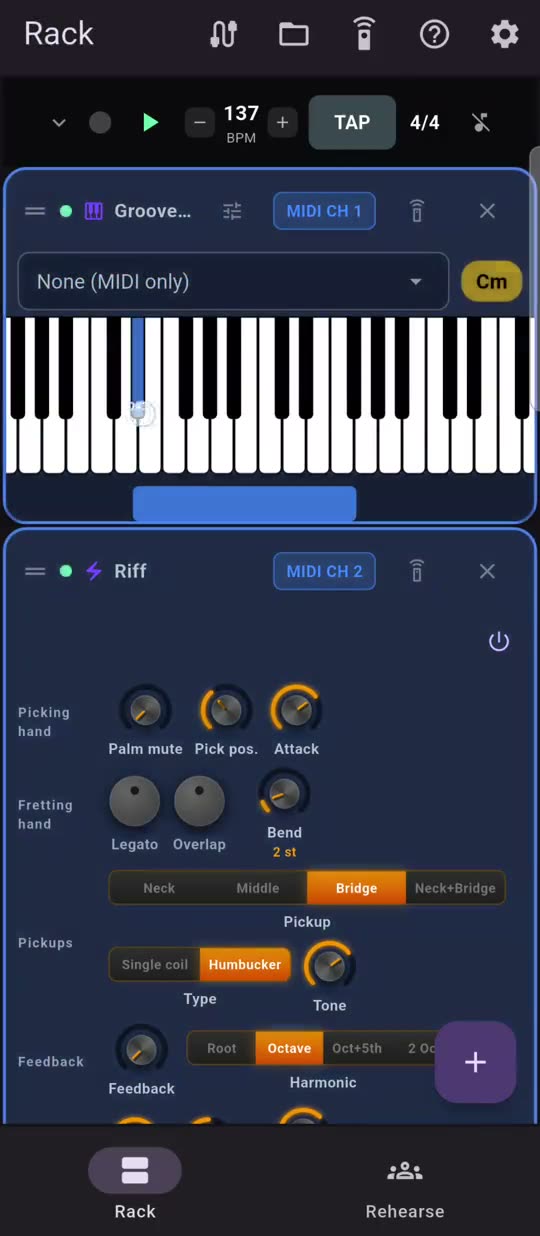 Rack
137
BPM
TAP
4/4
Groove...
MIDI CH 1
None (MIDI only)
Cm
Riff
MIDI CH 2
Picking
hand
Palm mute
Pick pos.
Attack
Fretting
hand
Legato
Overlap
Bend
2 st
Neck
Middle
Bridge
Neck+Bridge
Pickup
Pickups
Single coil
Humbucker
Type
Tone
Feedback
Feedback
Root
Octave
Oct+5th
2 Oc
Harmonic
Rack
Rehearse